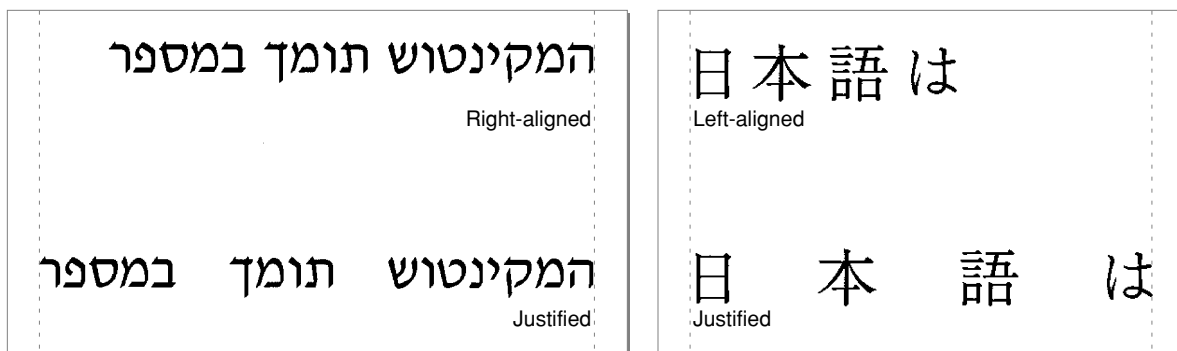 המקינטוש תומך במספר
Right-aligned
המקינטוש תומך במספר
Justified
日本語は
Left-aligned
日本語は
Justified